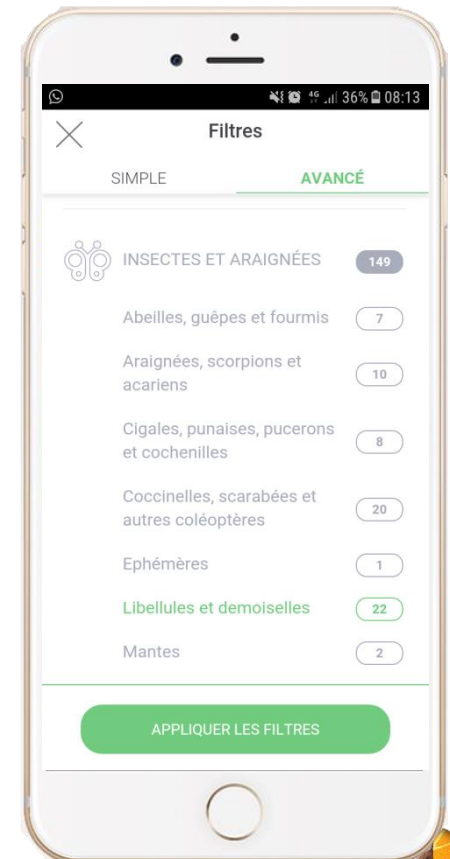 4G 36% 08:13
Filtres
SIMPLE AVANCÉ
INSECTES ET ARAIGNÉES 149
Abeilles, guêpes et fourmis 7
Araignées, scorpions et
acariens 10
Cigales, punaises, pucerons
et cochenilles 8
Coccinelles, scarabées et
autres coléoptères 20
Ephémères 1
Libellules et demoiselles 22
Mantes 2
APPLIQUER LES FILTRES